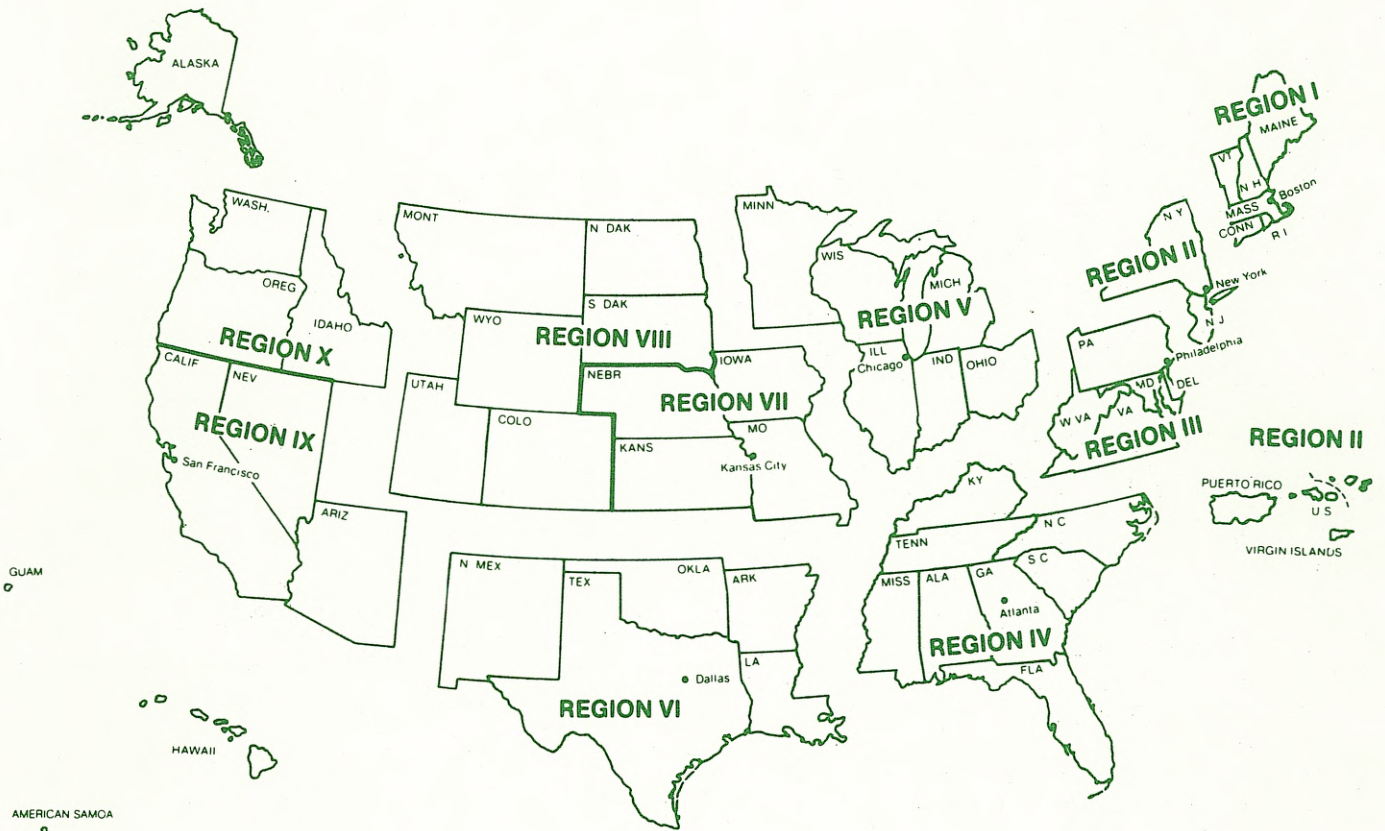 ALASKA
REGION I
MAINE
VT
N H
Boston
MASS
CONN
R I
WASH.
MONT
N DAK
MINN
N Y
WIS
REGION II
OREG
MICH
New York
S DAK
REGION V
WYO
IDAHO
N J
REGION X
REGION VIII
PA
Philadelphia
CALIF
NEV
UTAH
NEBR
IOWA
ILL
Chicago
IND
OHIO
MD
DEL
REGION VII
REGION IX
COLO
MO
W VA
VA
REGION III
REGION II
KANS
San Francisco
Kansas City
KY
PUERTO RICO
U S
VIRGIN ISLANDS
ARIZ
N C
TENN
S C
GUAM
N MEX
TEX
OKLA
ARK
MISS
ALA
GA
Atlanta
REGION IV
LA
FLA
Dallas
REGION VI
HAWAII
AMERICAN SAMOA